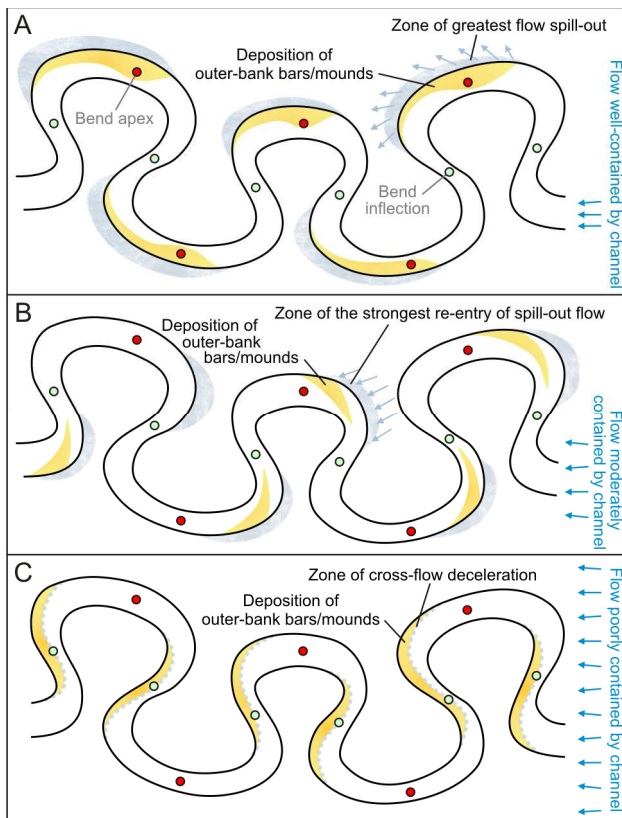 A
Zone of greatest flow spill-out
Deposition of
outer-bank bars/mounds
Bend apex
Bend
inflection
Flow well-contained by channel
B
Zone of the strongest re-entry of spill-out flow
Deposition of
outer-bank
bars/mounds
Flow moderately
contained by channel
C
Zone of cross-flow deceleration
Deposition of
outer-bank bars/mounds
Flow poorly contained by channel